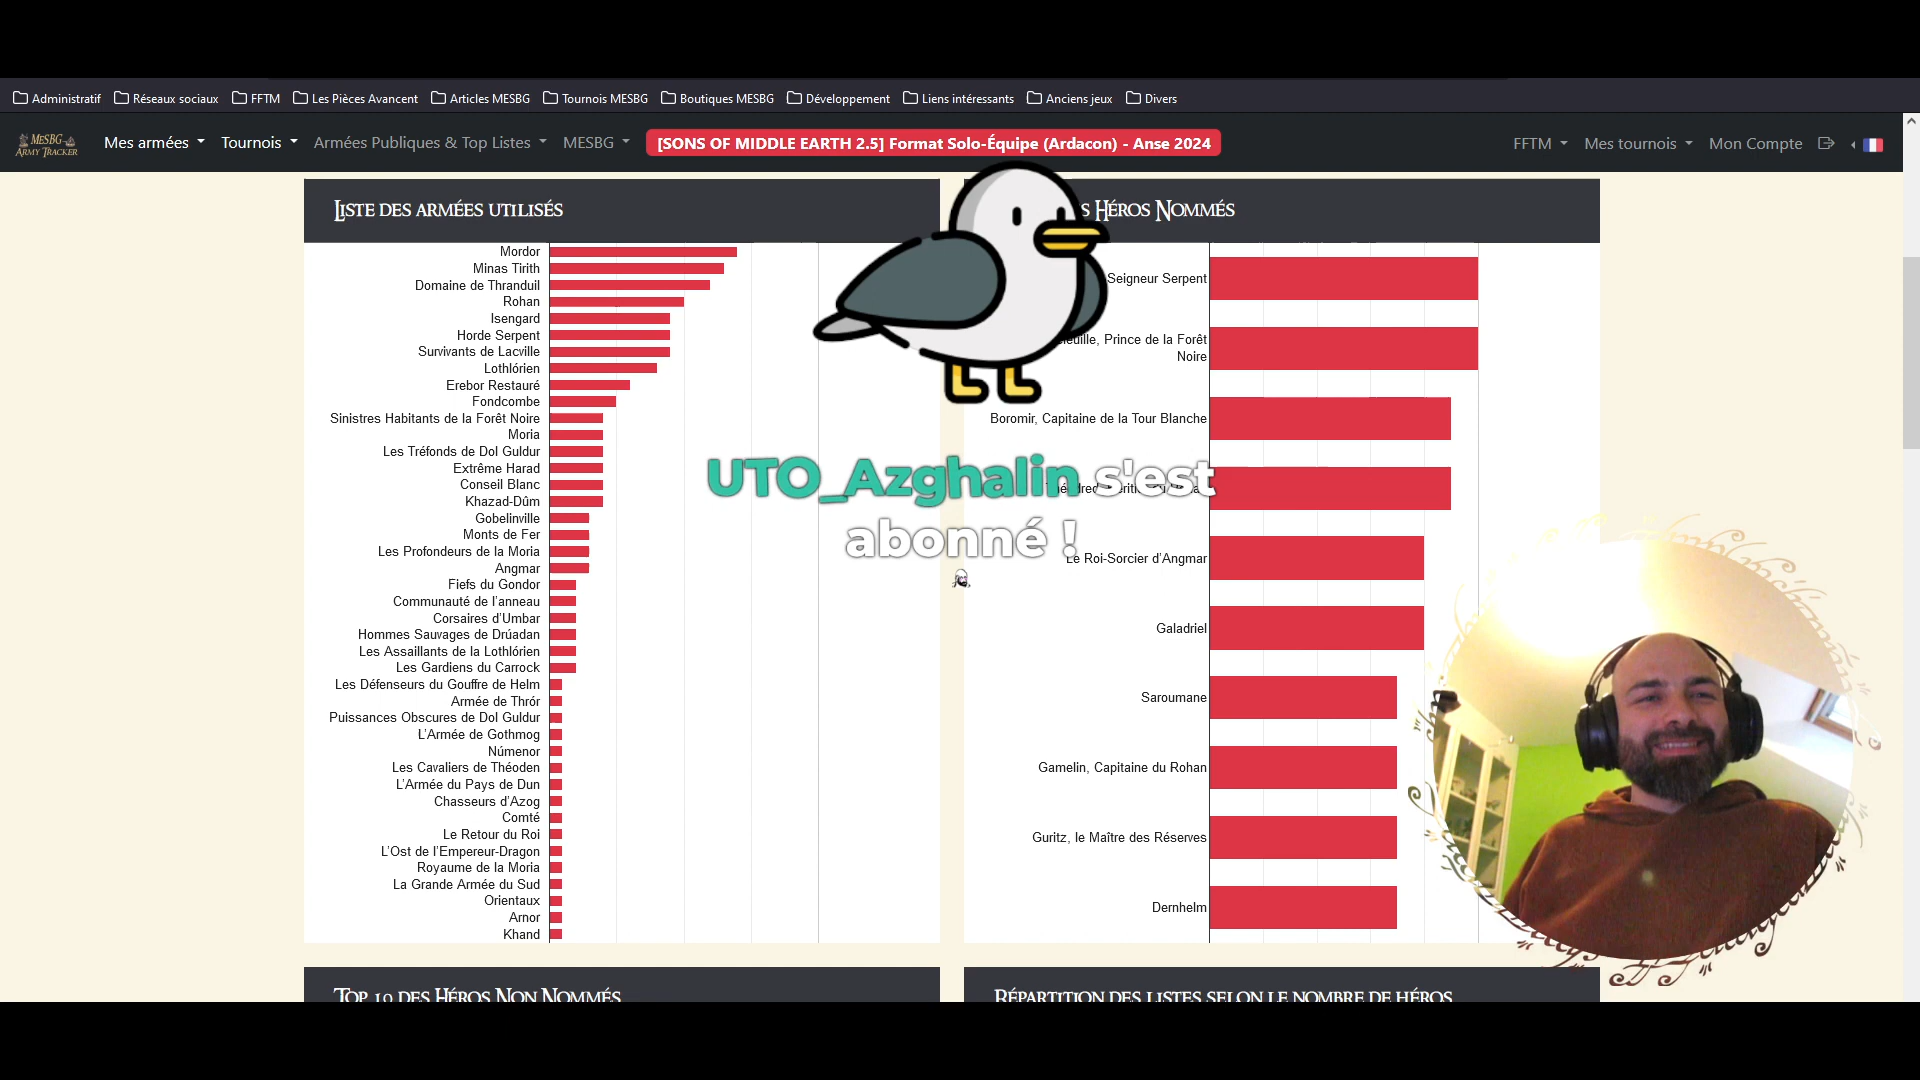 Administratif
Réseaux sociaux
FFTM
Les Pièces Avancent
Articles MESBG
Tournois MESBG
Boutiques MESBG
Développement
Liens intéressants
Anciens jeux
Divers
MESBG
ARMY TRACKER
Mes armées
Tournois
Armées Publiques & Top Listes
MESBG
[SONS OF MIDDLE EARTH 2.5] Format Solo-Équipe (Ardacon) - Anse 2024
FFTM
Mes tournois
Mon Compte
LISTE DES ARMÉES UTILISÉS
Mordor
Minas Tirith
Domaine de Thranduil
Rohan
Isengard
Horde Serpent
Survivants de Lacville
Lothlórien
Erebor Restauré
Fondcombe
Sinistres Habitants de la Forêt Noire
Moria
Les Tréfonds de Dol Guldur
Extrême Harad
Conseil Blanc
Khazad-Dûm
Gobelinville
Monts de Fer
Les Profondeurs de la Moria
Angmar
Fiefs du Gondor
Communauté de l'anneau
Corsaires d'Umbar
Hommes Sauvages de Drúadan
Les Assaillants de la Lothlórien
Les Gardiens du Carrock
Les Défenseurs du Gouffre de Helm
Armée de Thrór
Puissances Obscures de Dol Guldur
L'Armée de Gothmog
Númenor
Les Cavaliers de Théoden
L'Armée du Pays de Dun
Chasseurs d'Azog
Comté
Le Retour du Roi
L'Ost de l'Empereur-Dragon
Royaume de la Moria
La Grande Armée du Sud
Orientaux
Arnor
Khand
HÉROS NOMMÉS
Seigneur Serpent
Prince de la Forêt
Noire
Boromir, Capitaine de la Tour Blanche
Le Roi-Sorcier d'Angmar
Galadriel
Saroumane
Gamelin, Capitaine du Rohan
Guritz, le Maître des Réserves
Dernhelm
UTO_Azghalin s'est
abonné !
TOP 10 DES HÉROS NON NOMMÉS
RÉPARTITION DES LISTES SELON LE NOMBRE DE HÉROS